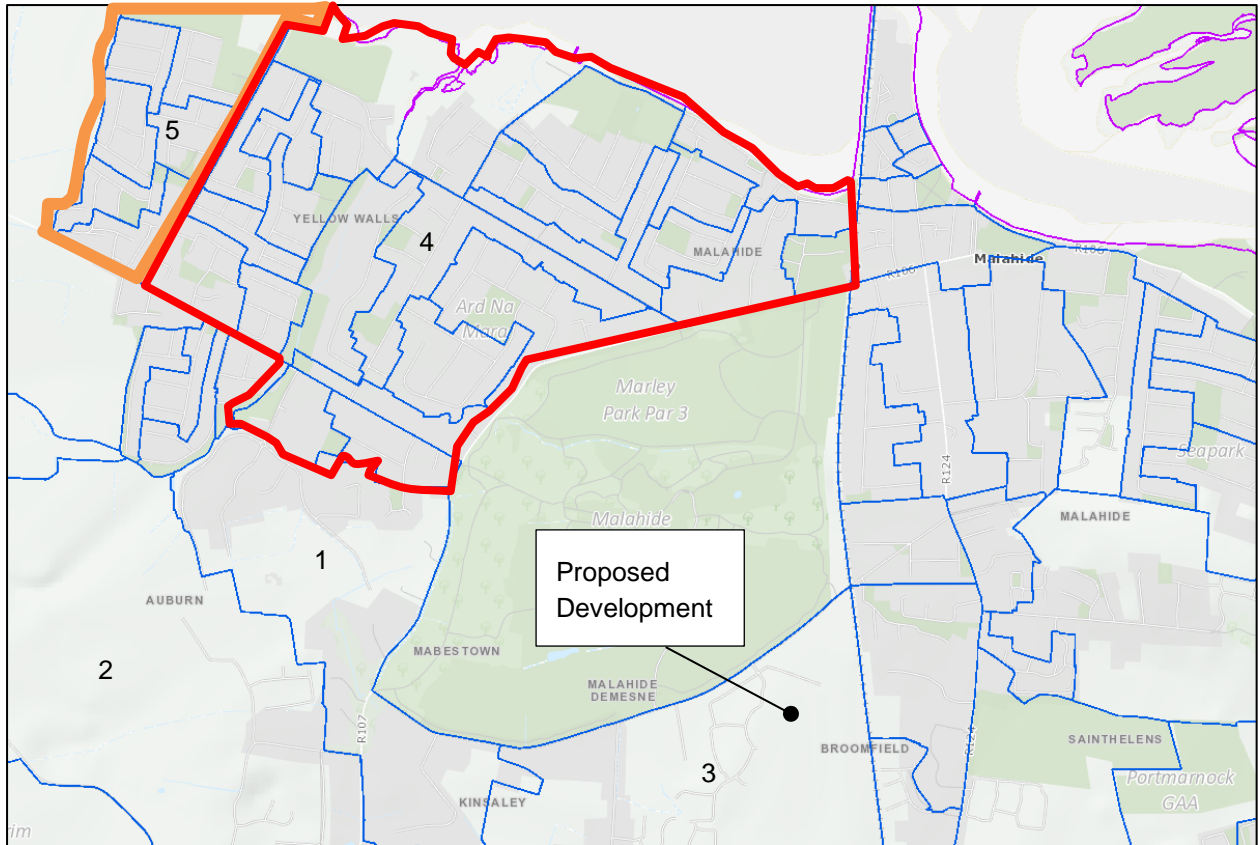 5
YELLOW WALLS
4
MALAHIDE
Malahide
R106
R106
Ard Na
Mara
Marley
Park Par 3
R124
Seapark
Malahide
MALAHIDE
1
Proposed
Development
AUBURN
2
MABESTOWN
MALAHIDE
DEMESNE
R107
3
BROOMFIELD
R124
SAINTHELENS
Portmarnock
GAA
KINSALEY
rim